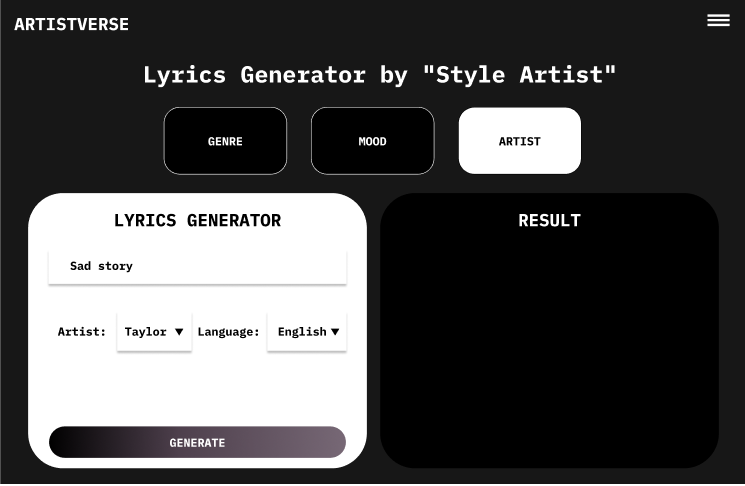 ARTISTVERSE
Lyrics Generator by "Style Artist"
GENRE
MOOD
ARTIST
LYRICS GENERATOR
Sad story
Artist: Taylor ▼ Language: English ▼
GENERATE
RESULT